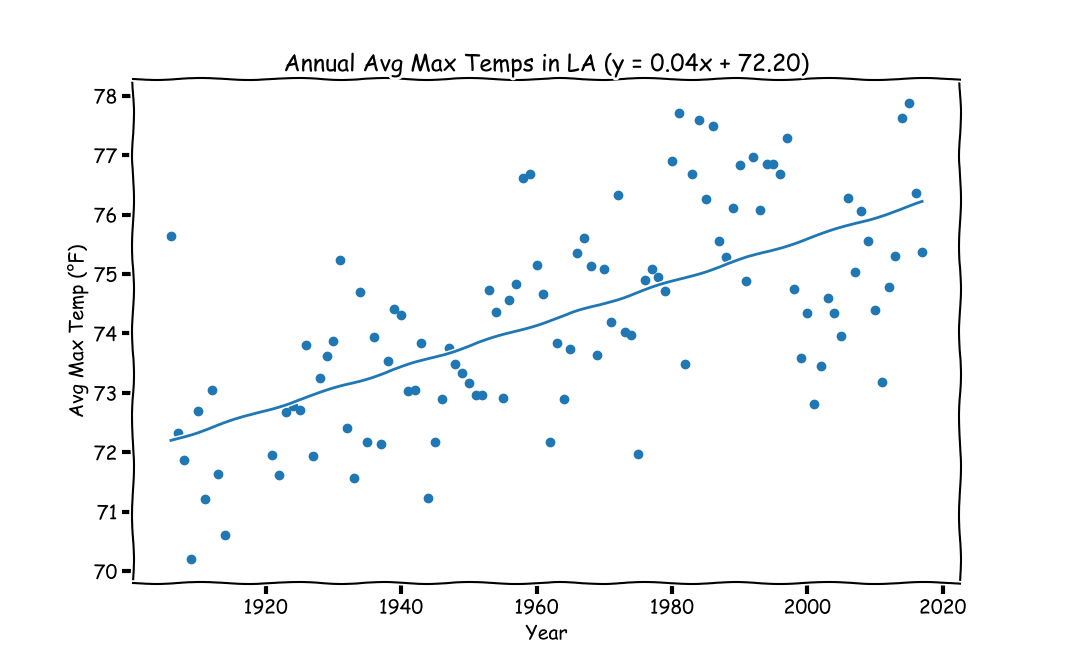 Annual Avg Max Temps in LA (y = 0.04x + 72.20)
78
77
76
75
74
73
72
71
70
Avg Max Temp (°F)
1920 1940 1960 1980 2000 2020
Year